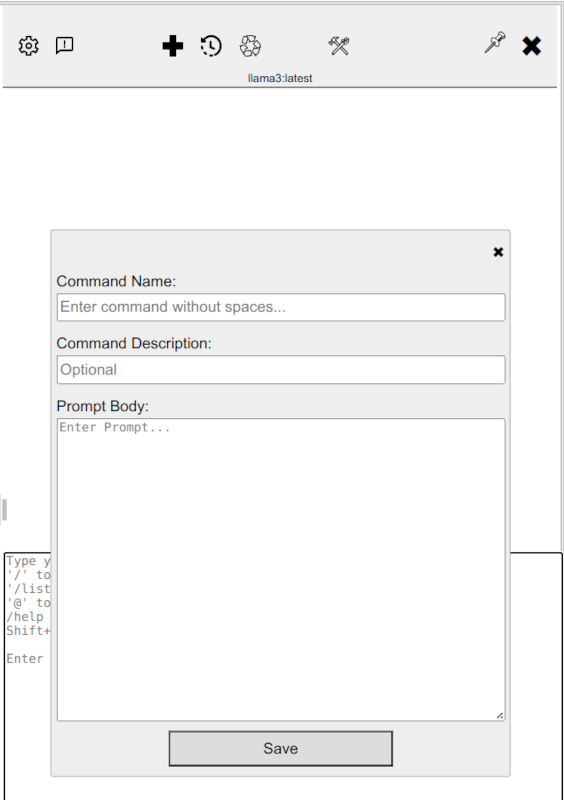 llama3:latest
Command Name:
Enter command without spaces...
Command Description:
Optional
Prompt Body:
Enter Prompt...
Type y
'/' to
'/list
'@' to
/help
Shift+
Enter
Save